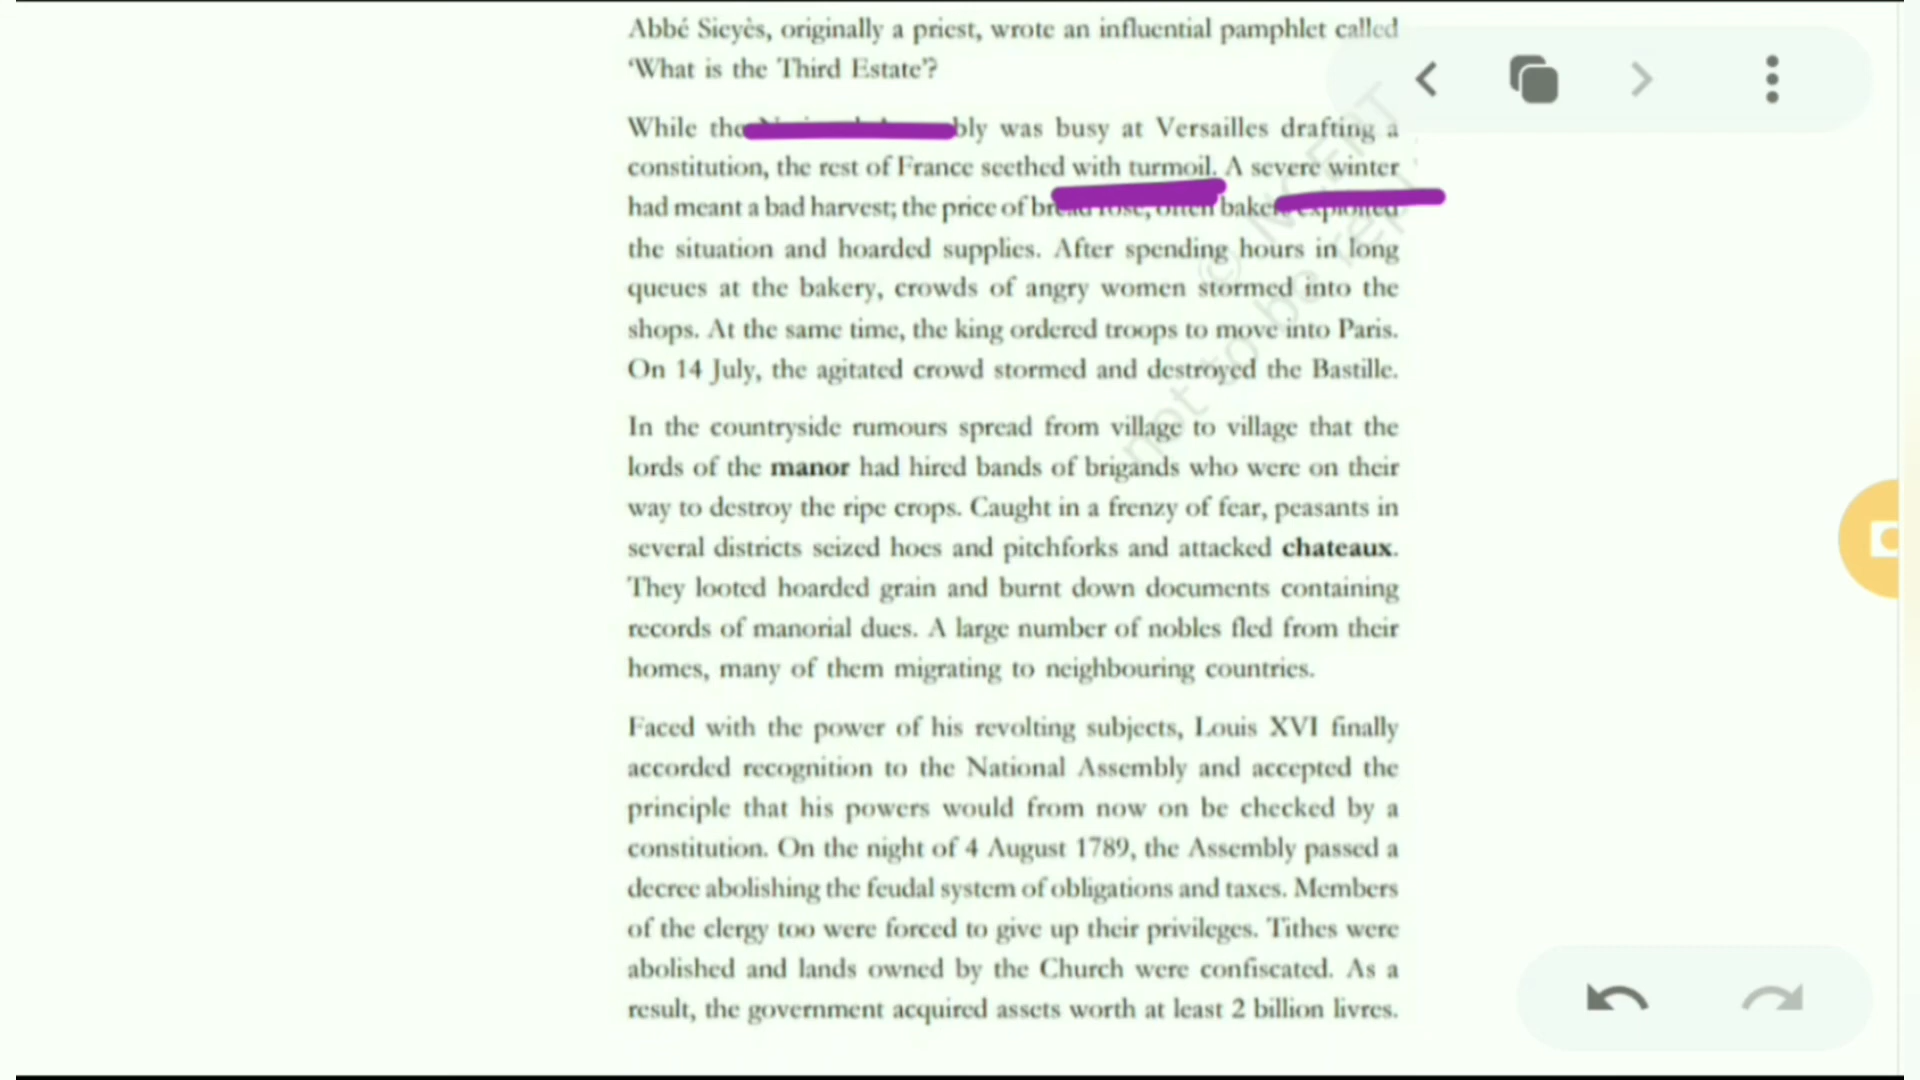 Abbé Sieyès, originally a priest, wrote an influential pamphlet called
‘What is the Third Estate’?
While the National Assembly was busy at Versailles drafting a
constitution, the rest of France seethed with turmoil. A severe winter
had meant a bad harvest; the price of bread rose, often bakers exploited
the situation and hoarded supplies. After spending hours in long
queues at the bakery, crowds of angry women stormed into the
shops. At the same time, the king ordered troops to move into Paris.
On 14 July, the agitated crowd stormed and destroyed the Bastille.
In the countryside rumours spread from village to village that the
lords of the manor had hired bands of brigands who were on their
way to destroy the ripe crops. Caught in a frenzy of fear, peasants in
several districts seized hoes and pitchforks and attacked chateaux.
They looted hoarded grain and burnt down documents containing
records of manorial dues. A large number of nobles fled from their
homes, many of them migrating to neighbouring countries.
Faced with the power of his revolting subjects, Louis XVI finally
accorded recognition to the National Assembly and accepted the
principle that his powers would from now on be checked by a
constitution. On the night of 4 August 1789, the Assembly passed a
decree abolishing the feudal system of obligations and taxes. Members
of the clergy too were forced to give up their privileges. Tithes were
abolished and lands owned by the Church were confiscated. As a
result, the government acquired assets worth at least 2 billion livres.
© NCERT
not to be rep